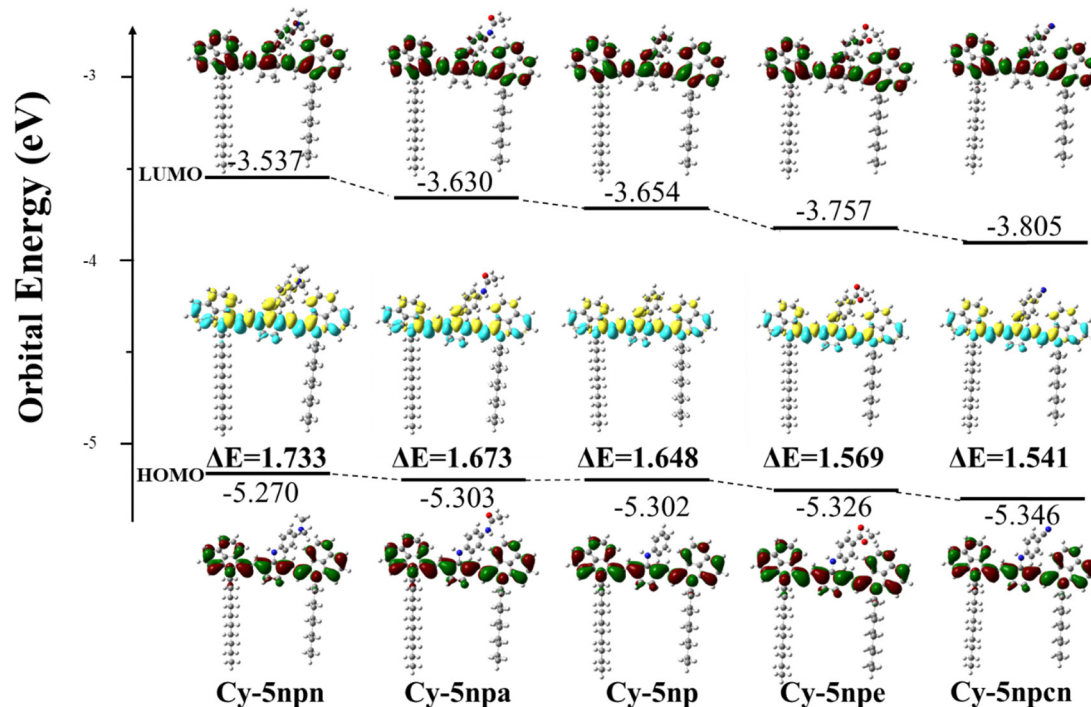 Orbital Energy (eV)
-3
-4
-5
LUMO
-3.537
-3.630
-3.654
-3.757
-3.805
ΔE=1.733
ΔE=1.673
ΔE=1.648
ΔE=1.569
ΔE=1.541
HOMO
-5.270
-5.303
-5.302
-5.326
-5.346
Cy-5npn
Cy-5npa
Cy-5np
Cy-5npe
Cy-5npcn